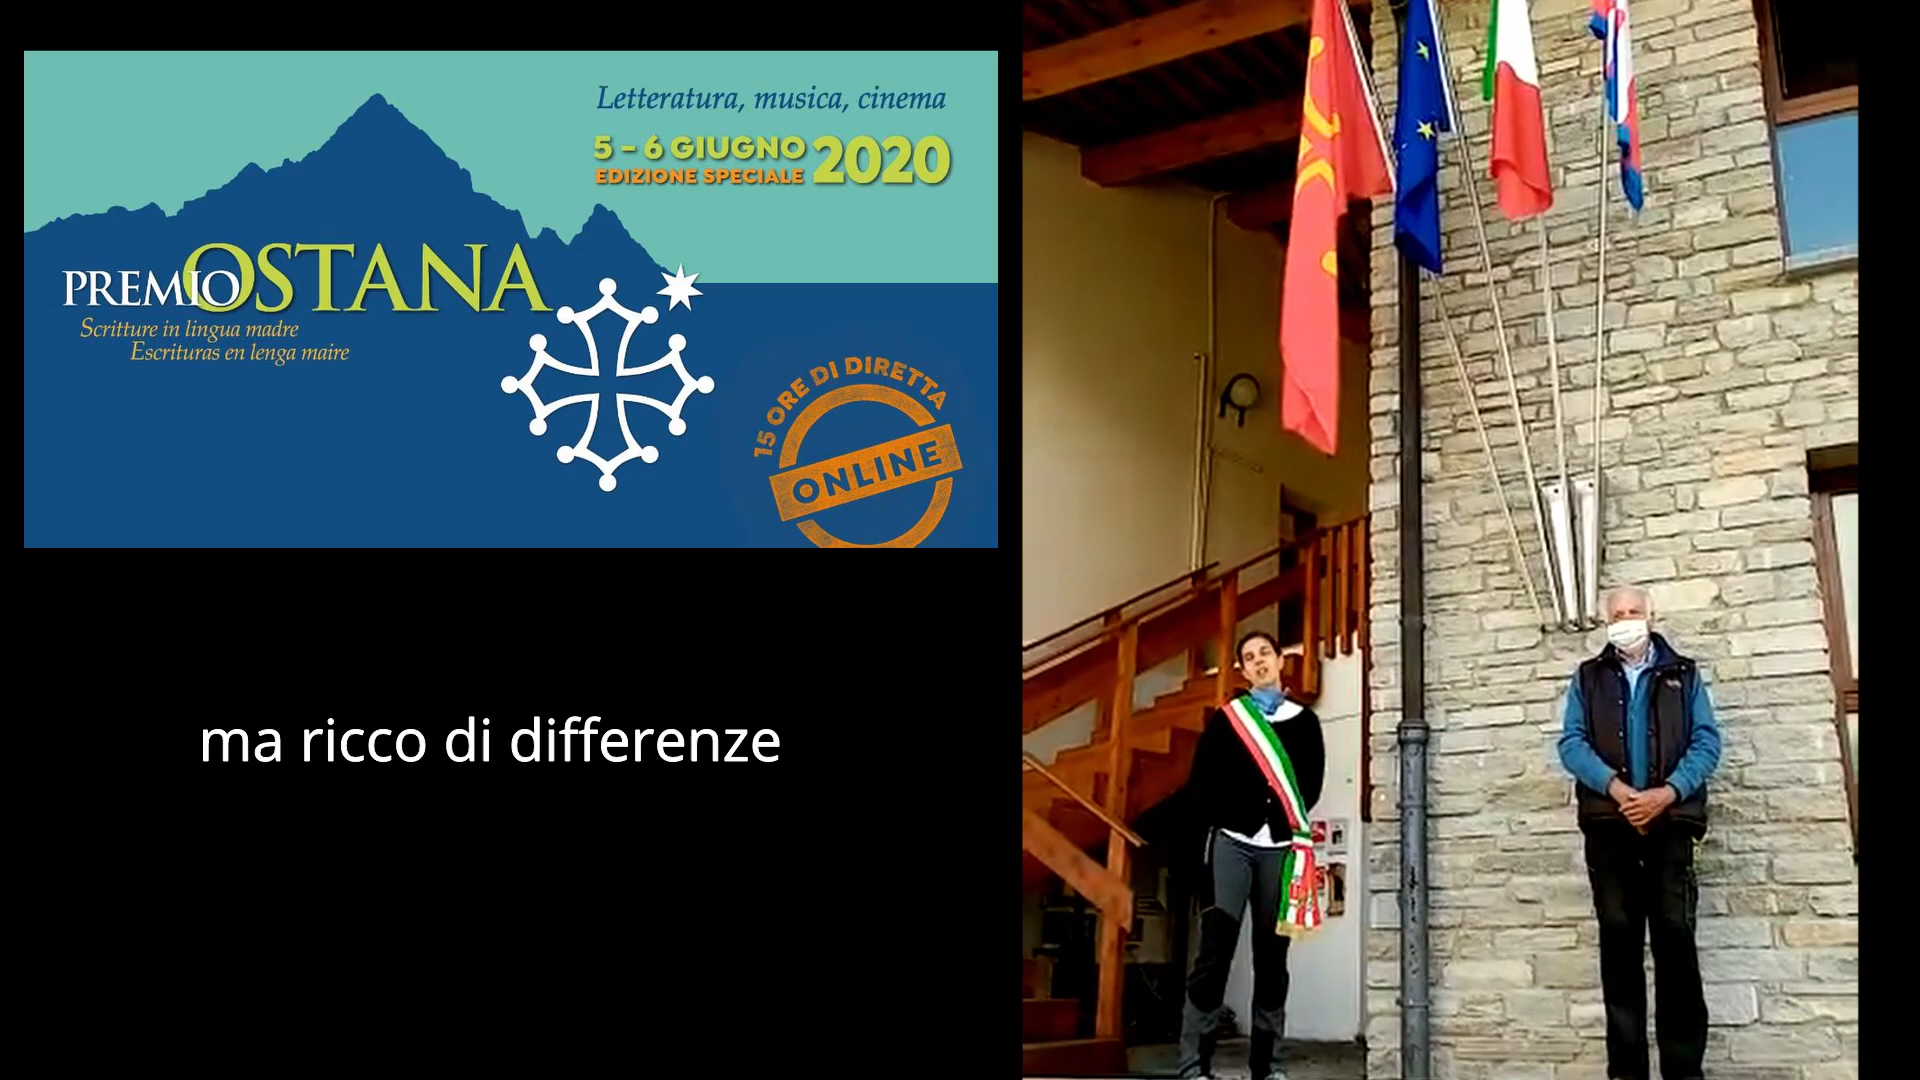 Letteratura, musica, cinema
5 – 6 GIUGNO 2020
EDIZIONE SPECIALE
PREMIO OSTANA
Scritture in lingua madre
Escrituras en lenga maire
15 ORE DI DIRETTA
ONLINE
ma ricco di differenze